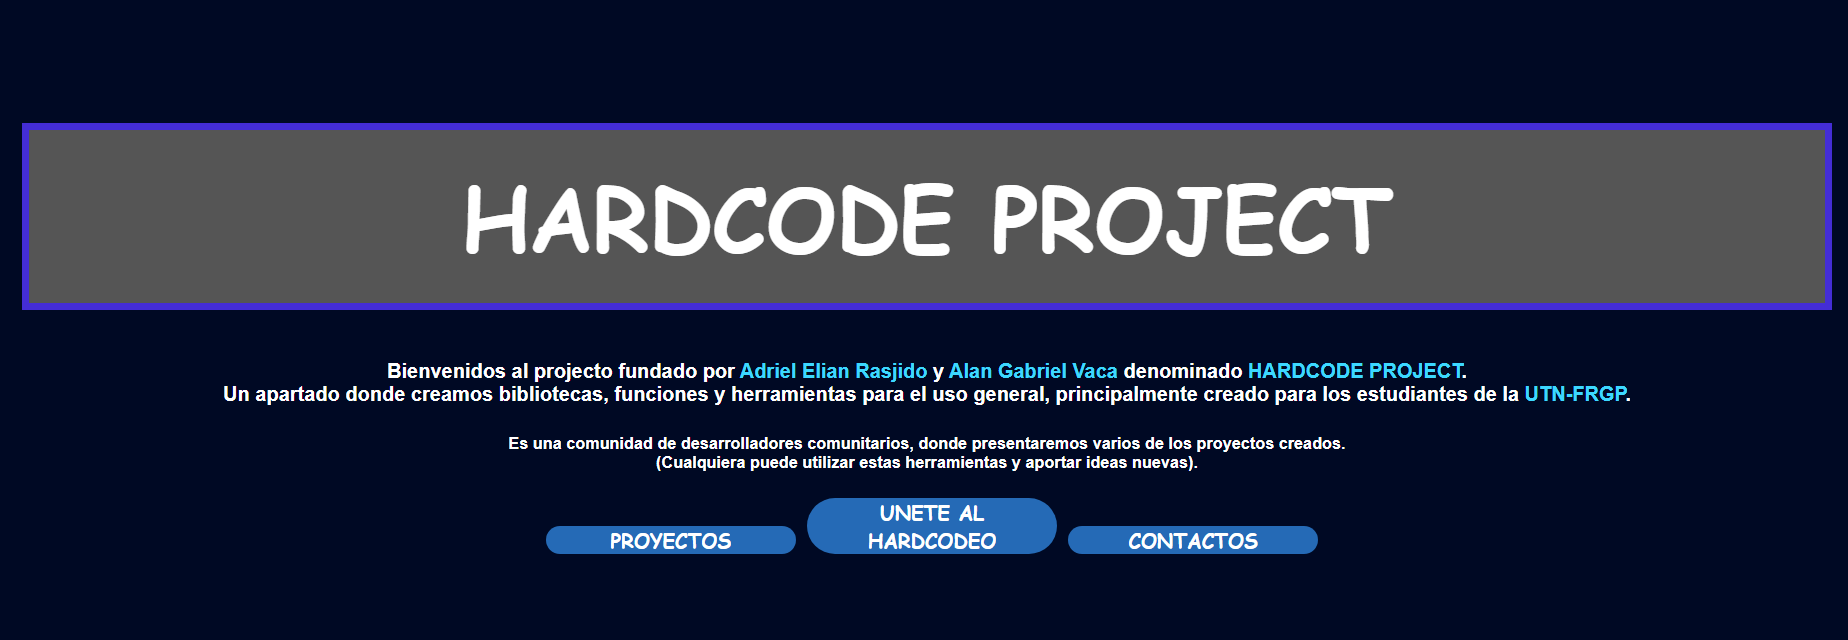 HARDCODE PROJECT
Bienvenidos al projecto fundado por Adriel Elian Rasjido y Alan Gabriel Vaca denominado HARDCODE PROJECT.
Un apartado donde creamos bibliotecas, funciones y herramientas para el uso general, principalmente creado para los estudiantes de la UTN-FRGP.
Es una comunidad de desarrolladores comunitarios, donde presentaremos varios de los proyectos creados.
(Cualquiera puede utilizar estas herramientas y aportar ideas nuevas).
PROYECTOS
UNETE AL
HARDCODEO
CONTACTOS